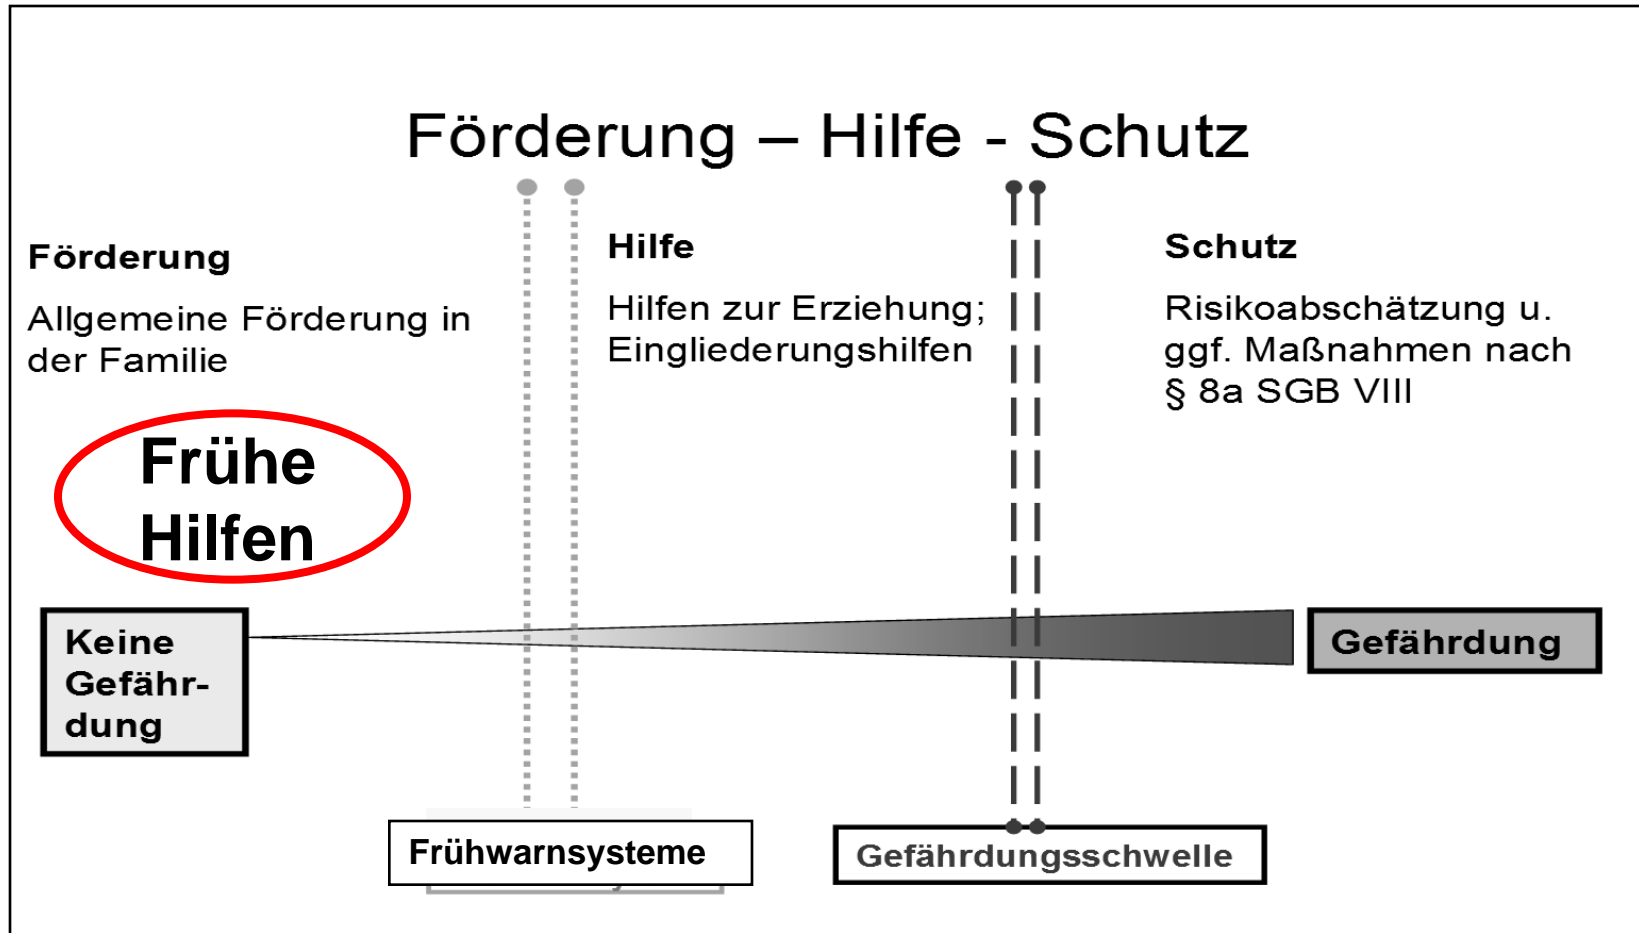 Förderung – Hilfe - Schutz
Förderung
Allgemeine Förderung in
der Familie
Hilfe
Hilfen zur Erziehung;
Eingliederungshilfen
Schutz
Risikoabschätzung u.
ggf. Maßnahmen nach
§ 8a SGB VIII
Frühe
Hilfen
Keine
Gefähr-
dung
Gefährdung
Frühwarnsysteme
Gefährdungsschwelle